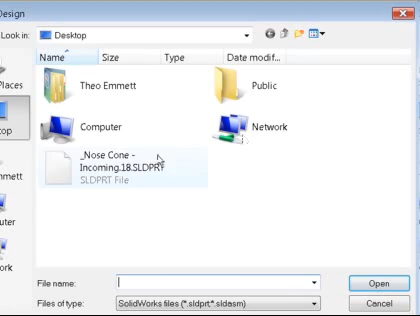 Design
Look in: Desktop
Name Size Type Date modif...
Places
Theo Emmett Public
Computer Network
_Nose Cone -
Incoming.18.SLDPRT
SLDPRT File
File name: Open
Files of type: SolidWorks files (*.sldprt;*.sldasm) Cancel